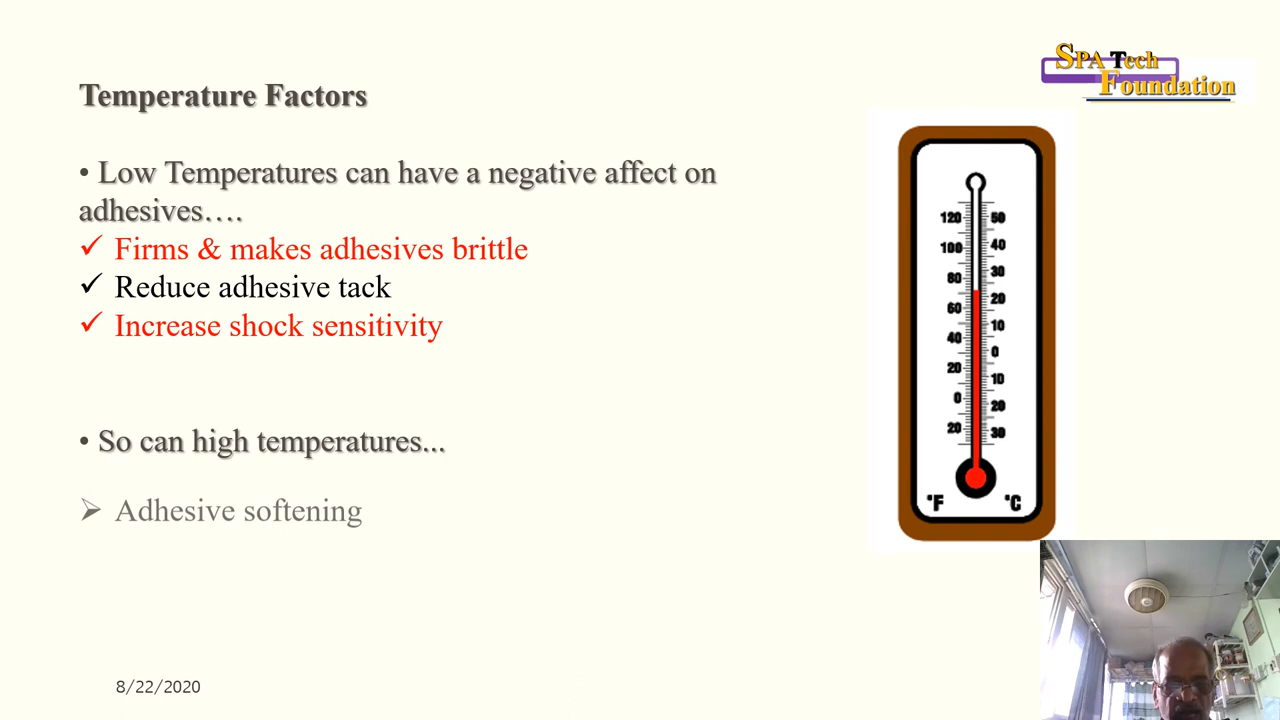 SPA Tech
Foundation
Temperature Factors
• Low Temperatures can have a negative affect on
adhesives….
✓ Firms & makes adhesives brittle
✓ Reduce adhesive tack
✓ Increase shock sensitivity
• So can high temperatures...
➢ Adhesive softening
120 50
100 40
80 30
60 20
40 10
20 0
0 10
20 20
30
°F °C
8/22/2020